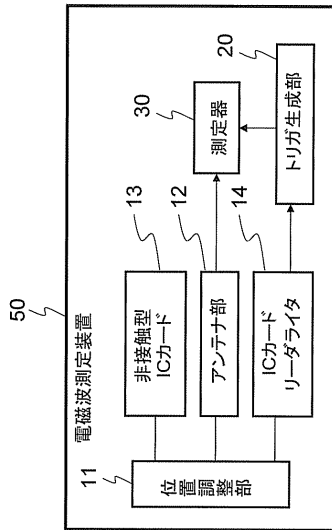 50
電磁波測定装置
11
位置調整部
13
非接触型
ICカード
12
アンテナ部
14
ICカード
リーダライタ
30
測定器
20
トリガ生成部